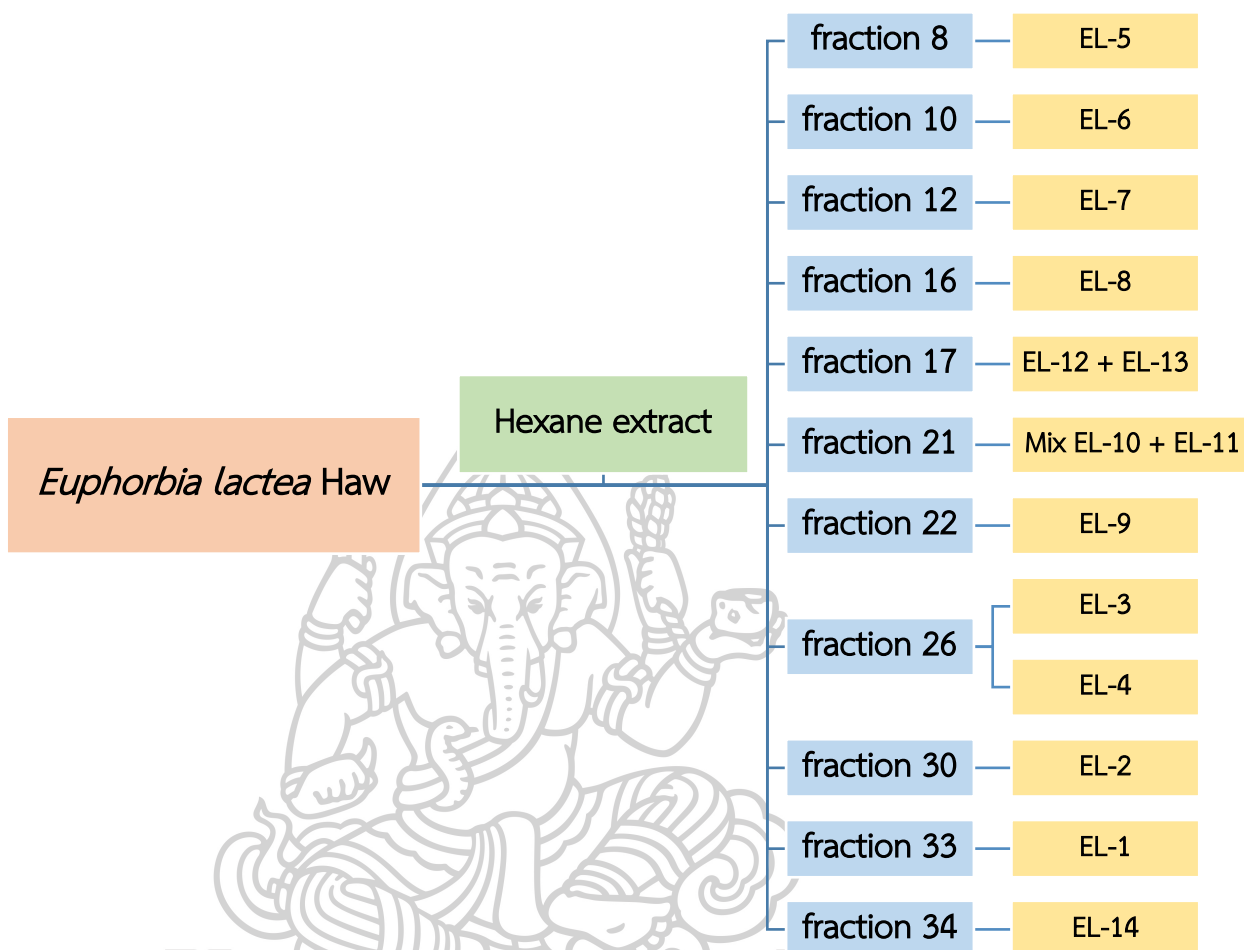 Euphorbia lactea Haw
Hexane extract
fraction 8
EL-5
fraction 10
EL-6
fraction 12
EL-7
fraction 16
EL-8
fraction 17
EL-12 + EL-13
fraction 21
Mix EL-10 + EL-11
fraction 22
EL-9
fraction 26
EL-3
EL-4
fraction 30
EL-2
fraction 33
EL-1
fraction 34
EL-14